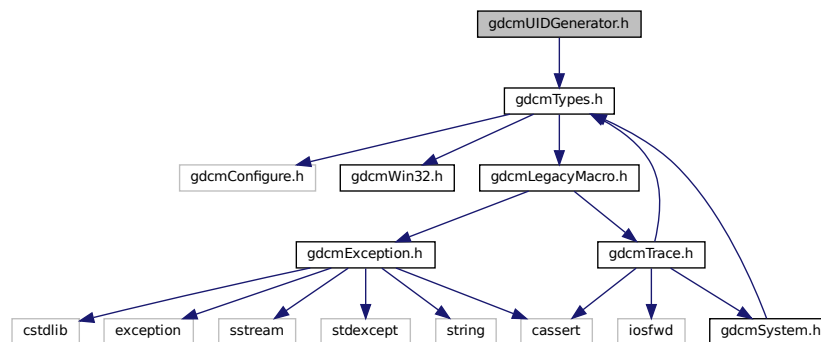 gdcmUIDGenerator.h
gdcmTypes.h
gdcmConfigure.h
gdcmWin32.h
gdcmLegacyMacro.h
gdcmException.h
gdcmTrace.h
cstdlib
exception
sstream
stdexcept
string
cassert
iosfwd
gdcmSystem.h